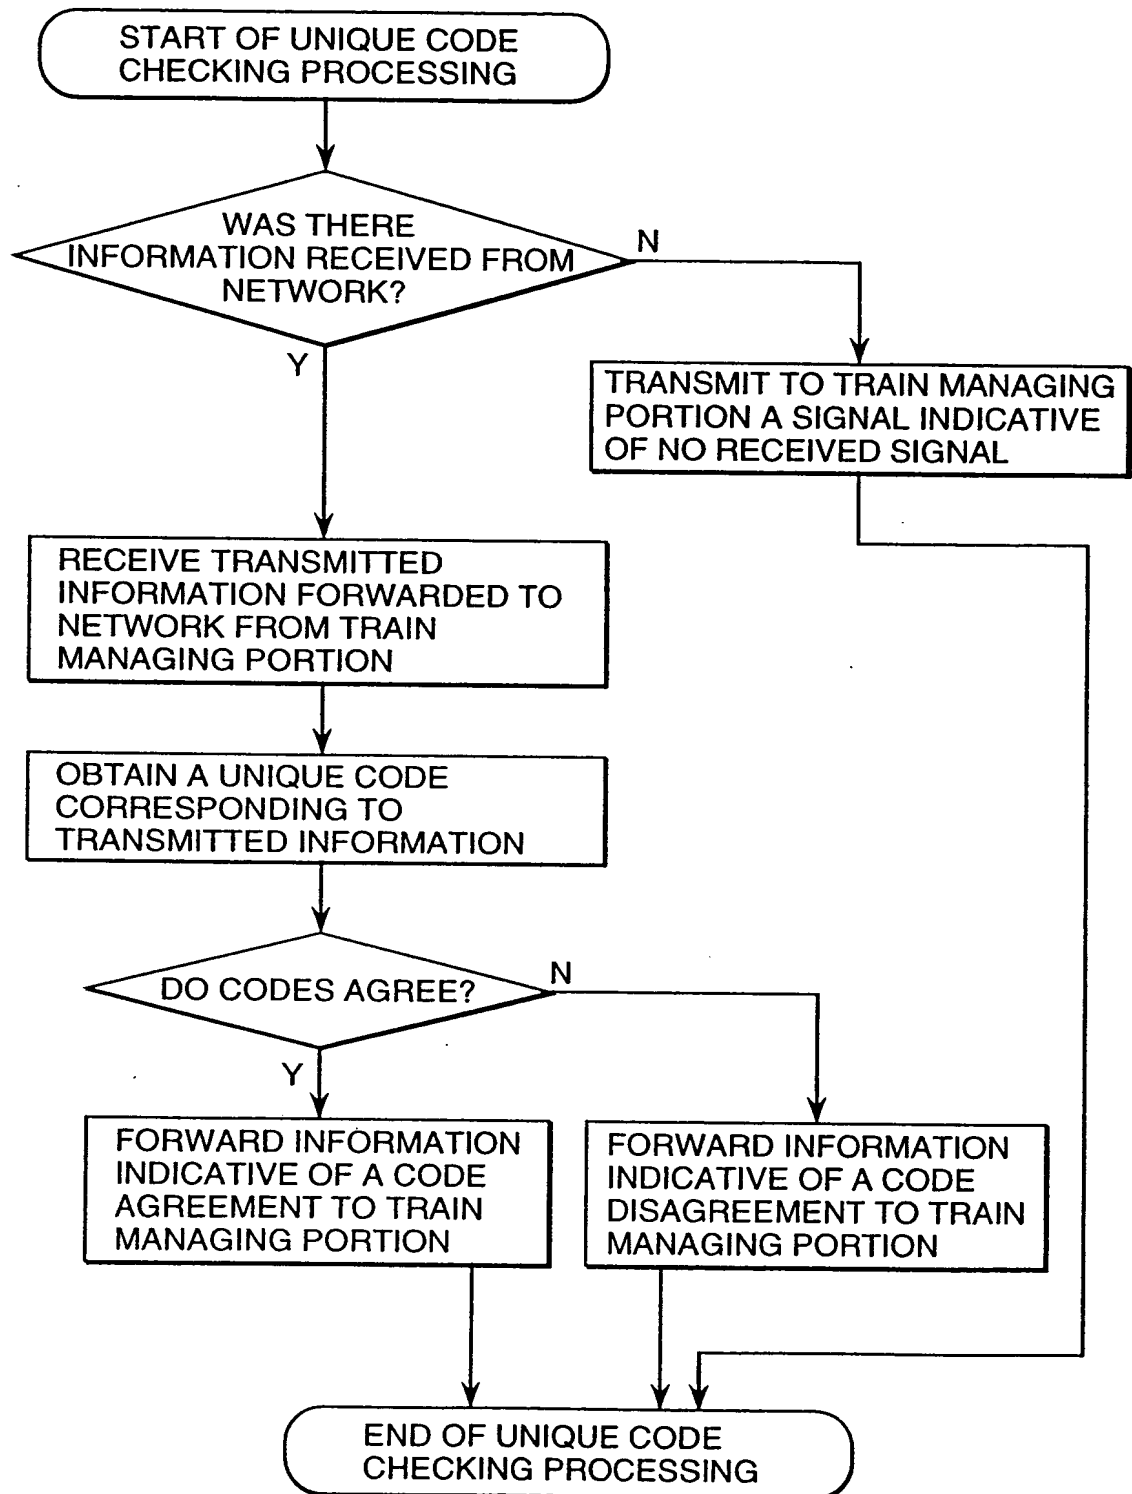 START OF UNIQUE CODE
CHECKING PROCESSING
WAS THERE
INFORMATION RECEIVED FROM
NETWORK?
N
Y
TRANSMIT TO TRAIN MANAGING
PORTION A SIGNAL INDICATIVE
OF NO RECEIVED SIGNAL
RECEIVE TRANSMITTED
INFORMATION FORWARDED TO
NETWORK FROM TRAIN
MANAGING PORTION
OBTAIN A UNIQUE CODE
CORRESPONDING TO
TRANSMITTED INFORMATION
DO CODES AGREE?
N
Y
FORWARD INFORMATION
INDICATIVE OF A CODE
AGREEMENT TO TRAIN
MANAGING PORTION
FORWARD INFORMATION
INDICATIVE OF A CODE
DISAGREEMENT TO TRAIN
MANAGING PORTION
END OF UNIQUE CODE
CHECKING PROCESSING